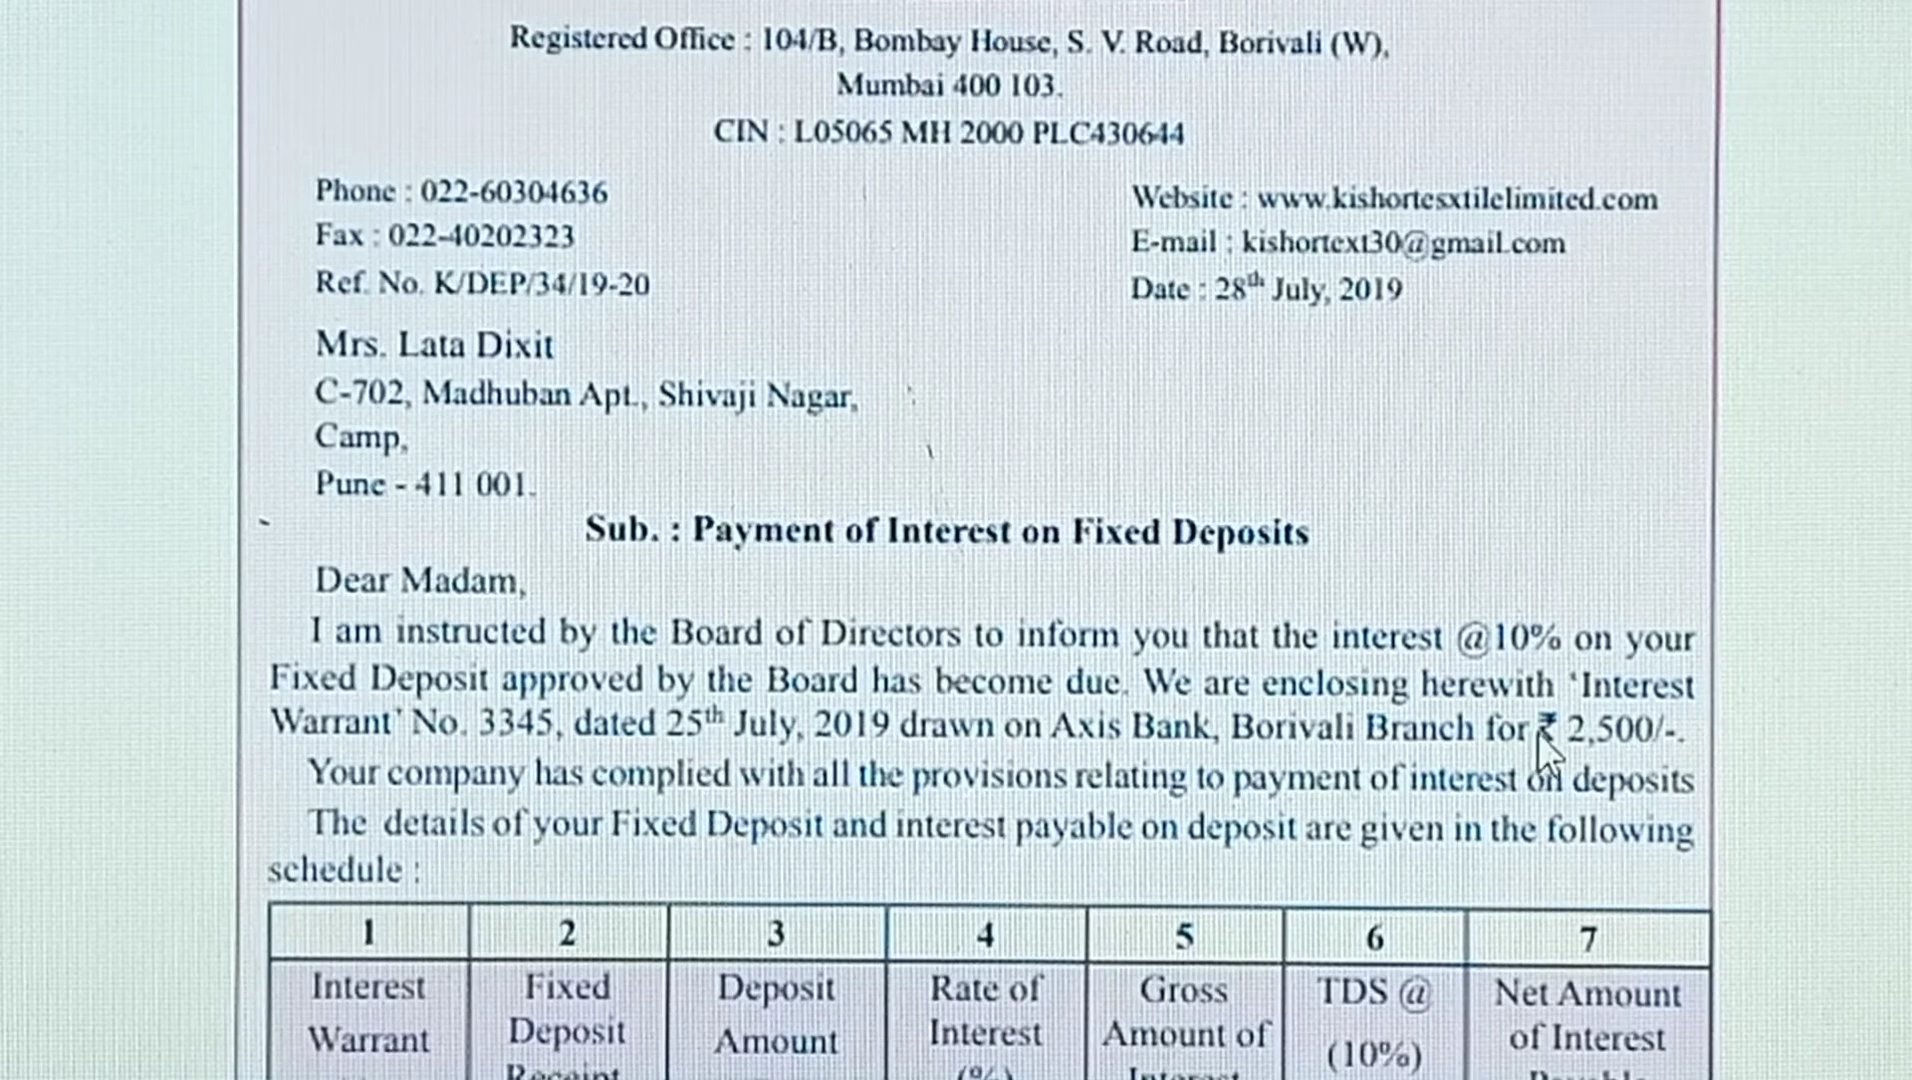 Registered Office : 104/B, Bombay House, S. V. Road, Borivali (W),
Mumbai 400 103.
CIN : L05065 MH 2000 PLC430644
Phone : 022-60304636
Website : www.kishortesxtilelimited.com
Fax : 022-40202323
E-mail : kishortext30@gmail.com
Ref. No. K/DEP/34/19-20
Date : 28th July, 2019
Mrs. Lata Dixit
C-702, Madhuban Apt., Shivaji Nagar,
Camp,
Pune - 411 001.
Sub. : Payment of Interest on Fixed Deposits
Dear Madam,
I am instructed by the Board of Directors to inform you that the interest @10% on your
Fixed Deposit approved by the Board has become due. We are enclosing herewith 'Interest
Warrant' No. 3345, dated 25th July, 2019 drawn on Axis Bank, Borivali Branch for ₹ 2,500/-.
Your company has complied with all the provisions relating to payment of interest on deposits
The details of your Fixed Deposit and interest payable on deposit are given in the following
schedule :
1 2 3 4 5 6 7
Interest Fixed Deposit Rate of Gross TDS @ Net Amount
Warrant Deposit Amount Interest Amount of (10%) of Interest
Receipt (%) Interest Payable